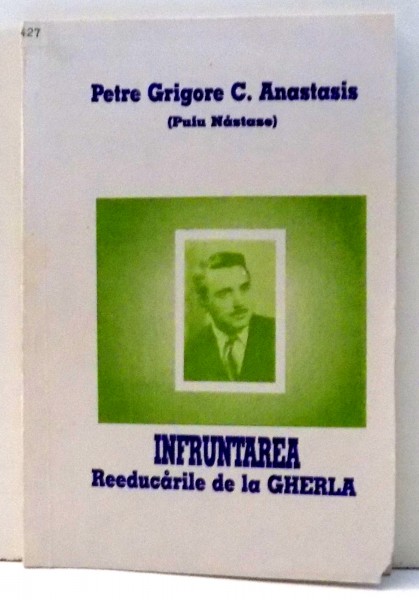 427
Petre Grigore C. Anastasis
(Puiu Năstase)
INFRUNTAREA
Reeducările de la GHERLA